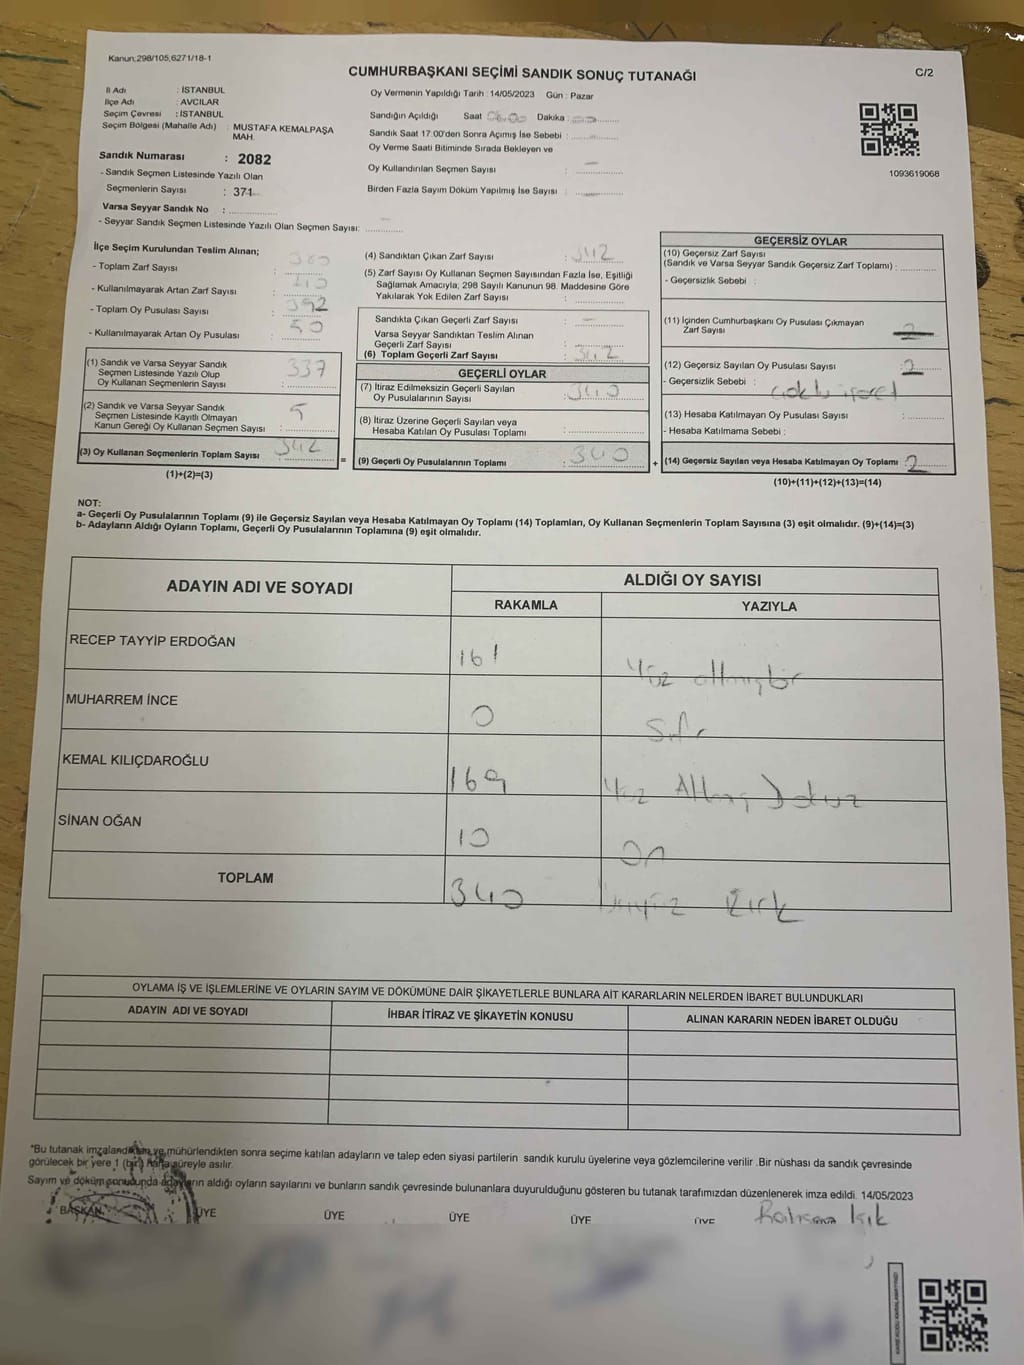 Kanun;298/105;6271/18-1
C/2
CUMHURBAŞKANI SEÇİMİ SANDIK SONUÇ TUTANAĞI
İl Adı : İSTANBUL
İlçe Adı : AVCILAR
Seçim Çevresi : İSTANBUL
Seçim Bölgesi (Mahalle Adı) : MUSTAFA KEMALPAŞA
MAH.
Sandık Numarası : 2082
- Sandık Seçmen Listesinde Yazılı Olan
Seçmenlerin Sayısı : 371
Varsa Seyyar Sandık No :
- Seyyar Sandık Seçmen Listesinde Yazılı Olan Seçmen Sayısı:
Oy Vermenin Yapıldığı Tarih : 14/05/2023 Gün : Pazar
Sandığın Açıldığı Saat Dakika :
Sandık Saat 17:00'den Sonra Açımış İse Sebebi :
Oy Verme Saati Bitiminde Sırada Bekleyen ve
Oy Kullandırılan Seçmen Sayısı :
Birden Fazla Sayım Döküm Yapılmış İse Sayısı :
1093619068
İlçe Seçim Kurulundan Teslim Alınan;
- Toplam Zarf Sayısı :
- Kullanılmayarak Artan Zarf Sayısı :
- Toplam Oy Pusulası Sayısı : 392
- Kullanılmayarak Artan Oy Pusulası : 50
(1) Sandık ve Varsa Seyyar Sandık
Seçmen Listesinde Yazılı Olup
Oy Kullanan Seçmenlerin Sayısı : 337
(2) Sandık ve Varsa Seyyar Sandık
Seçmen Listesinde Kayıtlı Olmayan
Kanun Gereği Oy Kullanan Seçmen Sayısı : 5
(3) Oy Kullanan Seçmenlerin Toplam Sayısı : 342
(1)+(2)=(3)
(4) Sandıktan Çıkan Zarf Sayısı : 342
(5) Zarf Sayısı Oy Kullanan Seçmen Sayısından Fazla İse, Eşitliği
Sağlamak Amacıyla; 298 Sayılı Kanunun 98. Maddesine Göre
Yakılarak Yok Edilen Zarf Sayısı :
Sandıkta Çıkan Geçerli Zarf Sayısı :
Varsa Seyyar Sandıktan Teslim Alınan
Geçerli Zarf Sayısı :
(6) Toplam Geçerli Zarf Sayısı : 342
GEÇERLİ OYLAR
(7) İtiraz Edilmeksizin Geçerli Sayılan
Oy Pusulalarının Sayısı : 340
(8) İtiraz Üzerine Geçerli Sayılan veya
Hesaba Katılan Oy Pusulası Toplamı :
= (9) Geçerli Oy Pusulalarının Toplamı : 340
GEÇERSİZ OYLAR
(10) Geçersiz Zarf Sayısı
(Sandık ve Varsa Seyyar Sandık Geçersiz Zarf Toplamı) :
- Geçersizlik Sebebi :
(11) İçinden Cumhurbaşkanı Oy Pusulası Çıkmayan
Zarf Sayısı
(12) Geçersiz Sayılan Oy Pusulası Sayısı : 2
- Geçersizlik Sebebi :
(13) Hesaba Katılmayan Oy Pusulası Sayısı :
- Hesaba Katılmama Sebebi :
+ (14) Geçersiz Sayılan veya Hesaba Katılmayan Oy Toplamı : 2
(10)+(11)+(12)+(13)=(14)
NOT:
a- Geçerli Oy Pusulalarının Toplamı (9) ile Geçersiz Sayılan veya Hesaba Katılmayan Oy Toplamı (14) Toplamları, Oy Kullanan Seçmenlerin Toplam Sayısına (3) eşit olmalıdır. (9)+(14)=(3)
b- Adayların Aldığı Oyların Toplamı, Geçerli Oy Pusulalarının Toplamına (9) eşit olmalıdır.
ADAYIN ADI VE SOYADI
ALDIĞI OY SAYISI
RAKAMLA YAZIYLA
RECEP TAYYİP ERDOĞAN 161 Yüz altmışbir
MUHARREM İNCE 0 Sıfır
KEMAL KILIÇDAROĞLU 169 Yüz Altmış Dokuz
SİNAN OĞAN 10 On
TOPLAM 340 Üçyüz Kırk
OYLAMA İŞ VE İŞLEMLERİNE VE OYLARIN SAYIM VE DÖKÜMÜNE DAİR ŞİKAYETLERLE BUNLARA AİT KARARLARIN NELERDEN İBARET BULUNDUKLARI
ADAYIN ADI VE SOYADI İHBAR İTİRAZ VE ŞİKAYETİN KONUSU ALINAN KARARIN NEDEN İBARET OLDUĞU
*Bu tutanak imzalandıktan ve mühürlendikten sonra seçime katılan adayların ve talep eden siyasi partilerin sandık kurulu üyelerine veya gözlemcilerine verilir .Bir nüshası da sandık çevresinde
görülecek bir yere 1 (bir) hafta süreyle asılır.
Sayım ve döküm sonucunda adayların aldığı oyların sayılarını ve bunların sandık çevresinde bulunanlara duyurulduğunu gösteren bu tutanak tarafımızdan düzenlenerek imza edildi. 14/05/2023
BAŞKAN ÜYE ÜYE ÜYE ÜYE ÜYE Işık